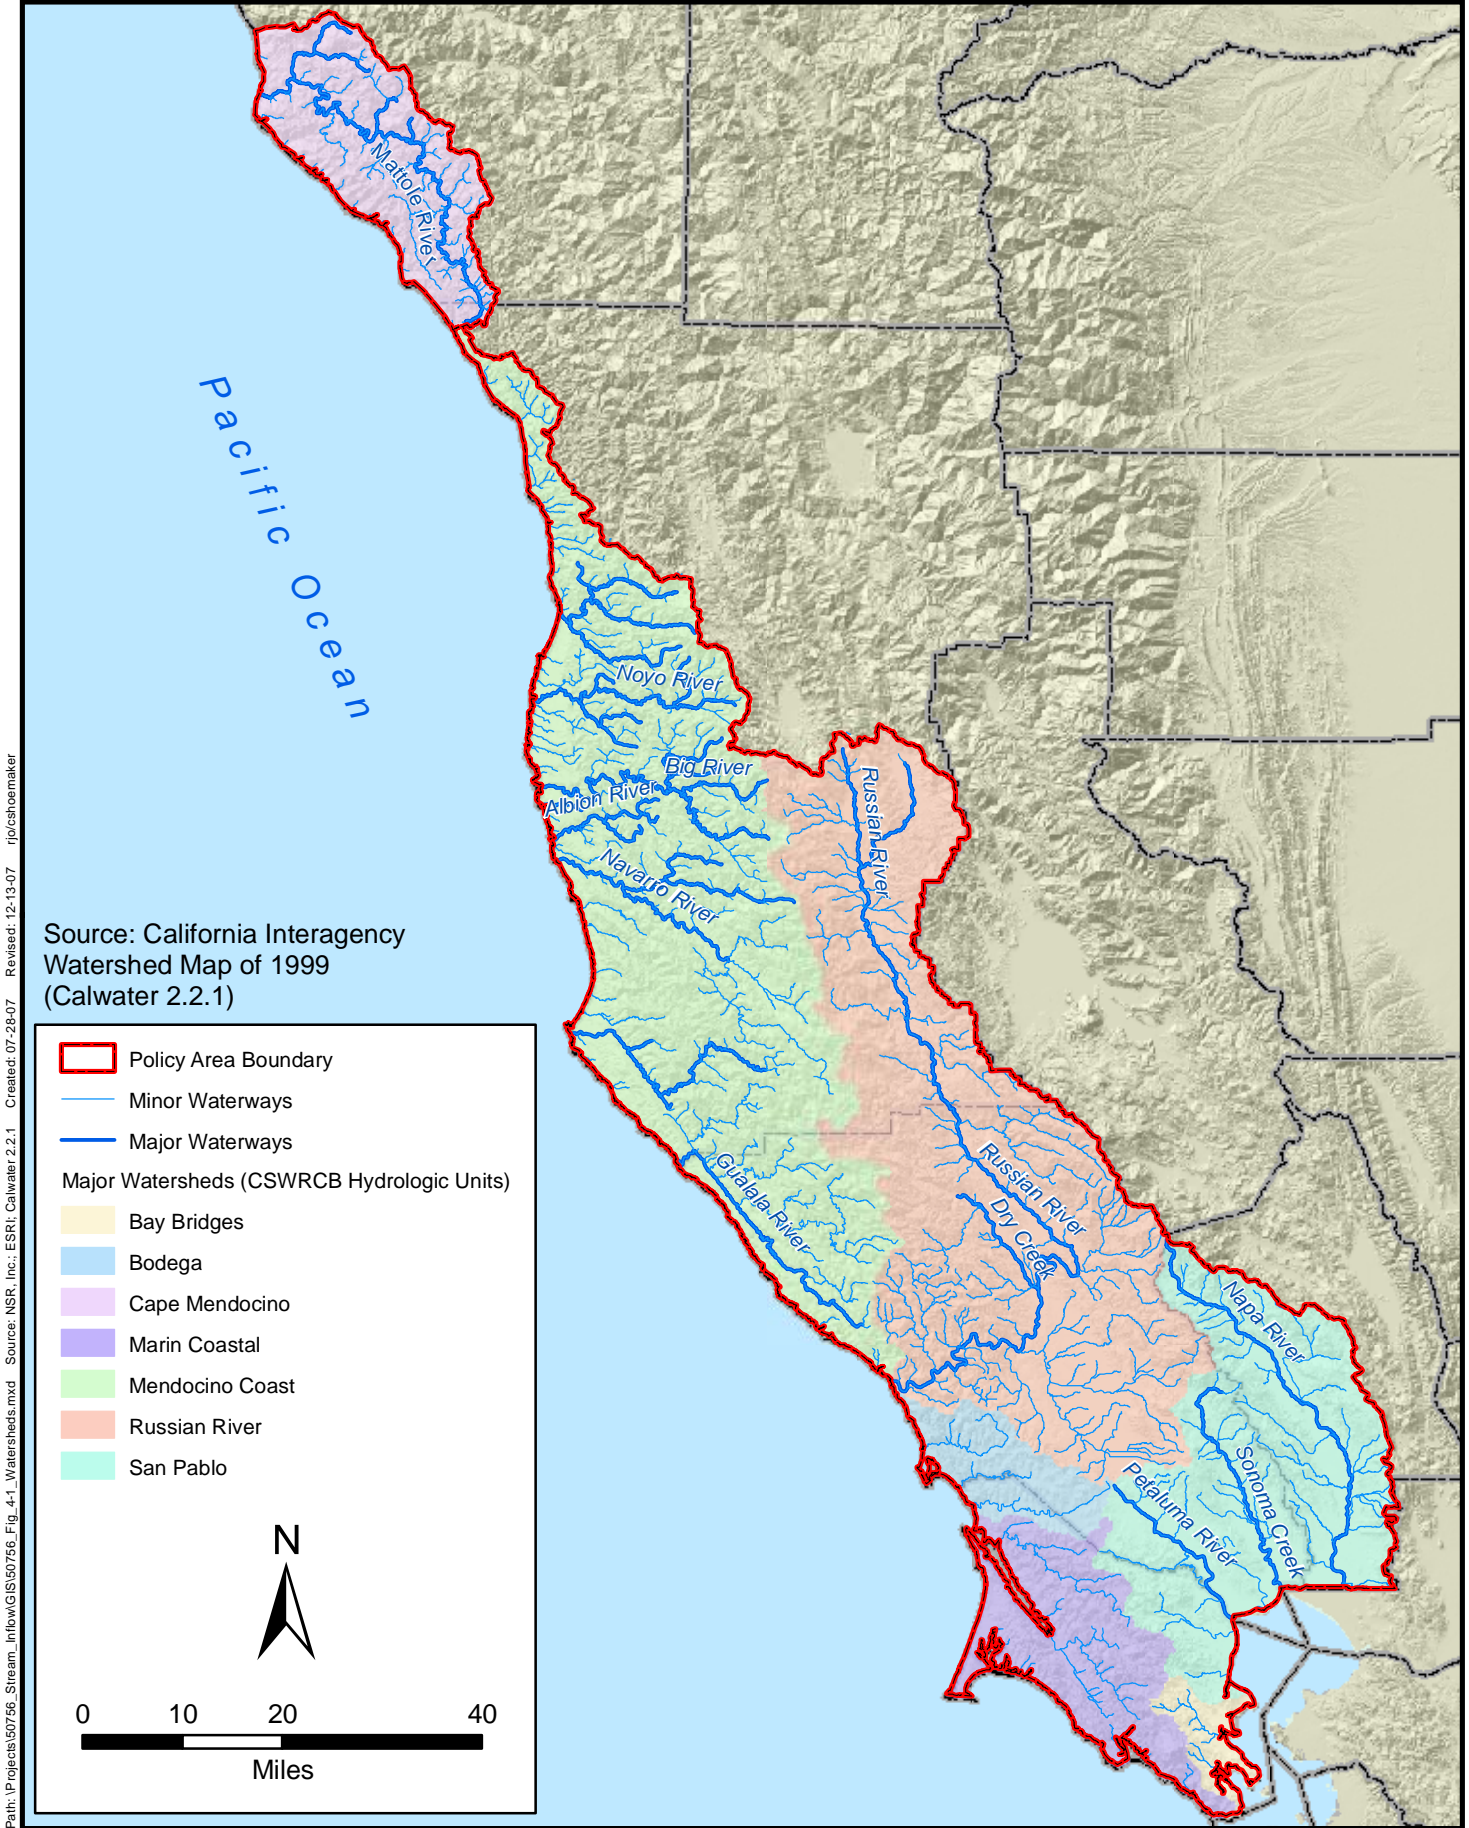 Mattole River
Pacific Ocean
Noyo River
Big River
Albion River
Russian River
Navarro River
Source: California Interagency
Watershed Map of 1999
(Calwater 2.2.1)
Policy Area Boundary
Minor Waterways
Major Waterways
Major Watersheds (CSWRCB Hydrologic Units)
Bay Bridges
Bodega
Cape Mendocino
Marin Coastal
Mendocino Coast
Russian River
San Pablo
N
0 10 20 40
Miles
Gualala River
Russian River
Dry Creek
Napa River
Sonoma Creek
Petaluma River
Path: \Projects\50756_Stream_Inflow\GIS\50756_Fig_4-1_Watersheds.mxd Source: NSR, Inc.; ESRI; Calwater 2.2.1 Created: 07-28-07 Revised: 12-13-07 rjo/cshoemaker